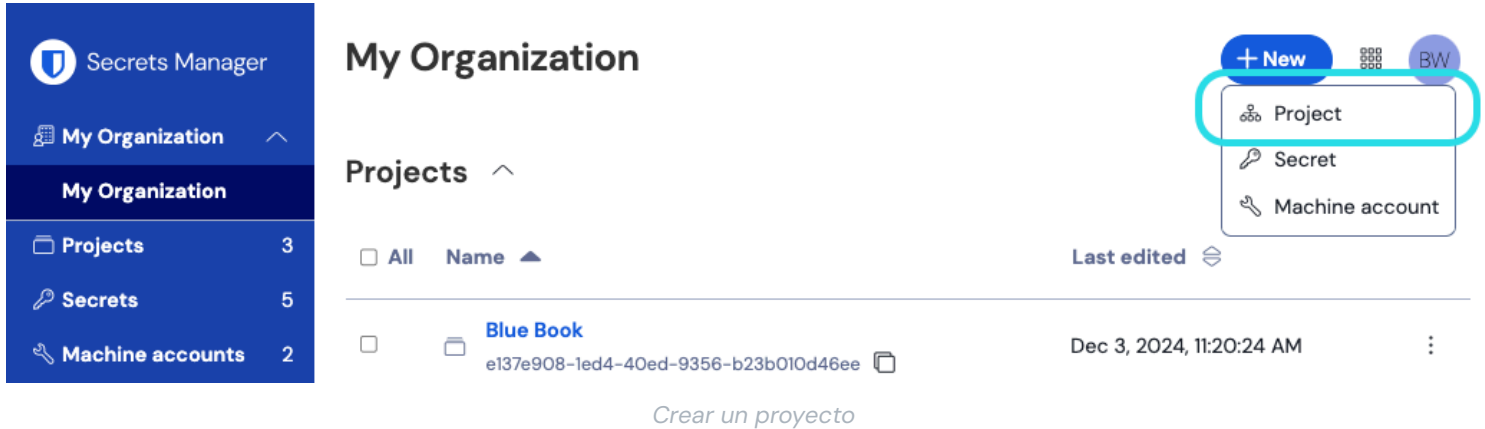 Secrets Manager
My Organization
My Organization
Projects 3
Secrets 5
Machine accounts 2
My Organization
New
BW
Project
Secret
Machine account
Projects
All Name Last edited
Blue Book
e137e908-1ed4-40ed-9356-b23b010d46ee
Dec 3, 2024, 11:20:24 AM
Crear un proyecto